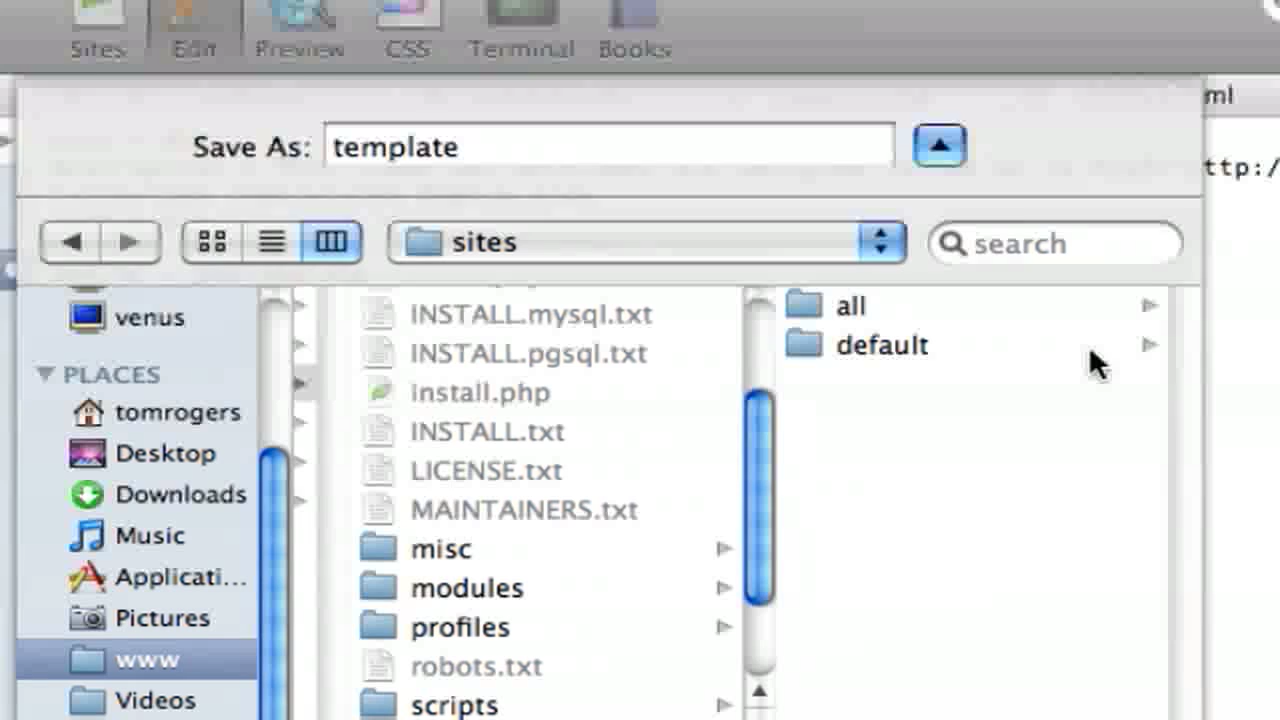 Sites Edit Preview CSS Terminal Books
ml
Save As: template
ttp:/
sites
search
venus
PLACES
tomrogers
Desktop
Downloads
Music
Applicati...
Pictures
www
Videos
INSTALL.mysql.txt
INSTALL.pgsql.txt
install.php
INSTALL.txt
LICENSE.txt
MAINTAINERS.txt
misc
modules
profiles
robots.txt
scripts
all
default